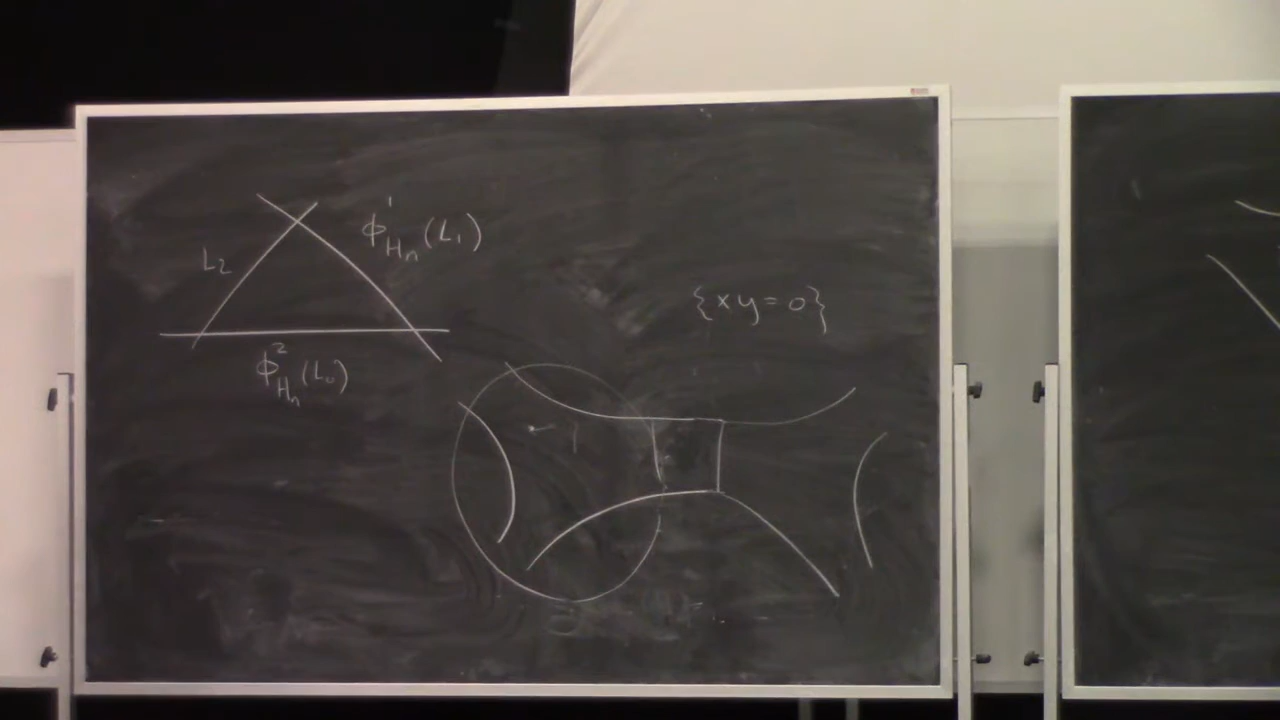 ϕ¹_{H_n}(L₁)
L₂
{xy=0}
ϕ²_{H_n}(L₀)